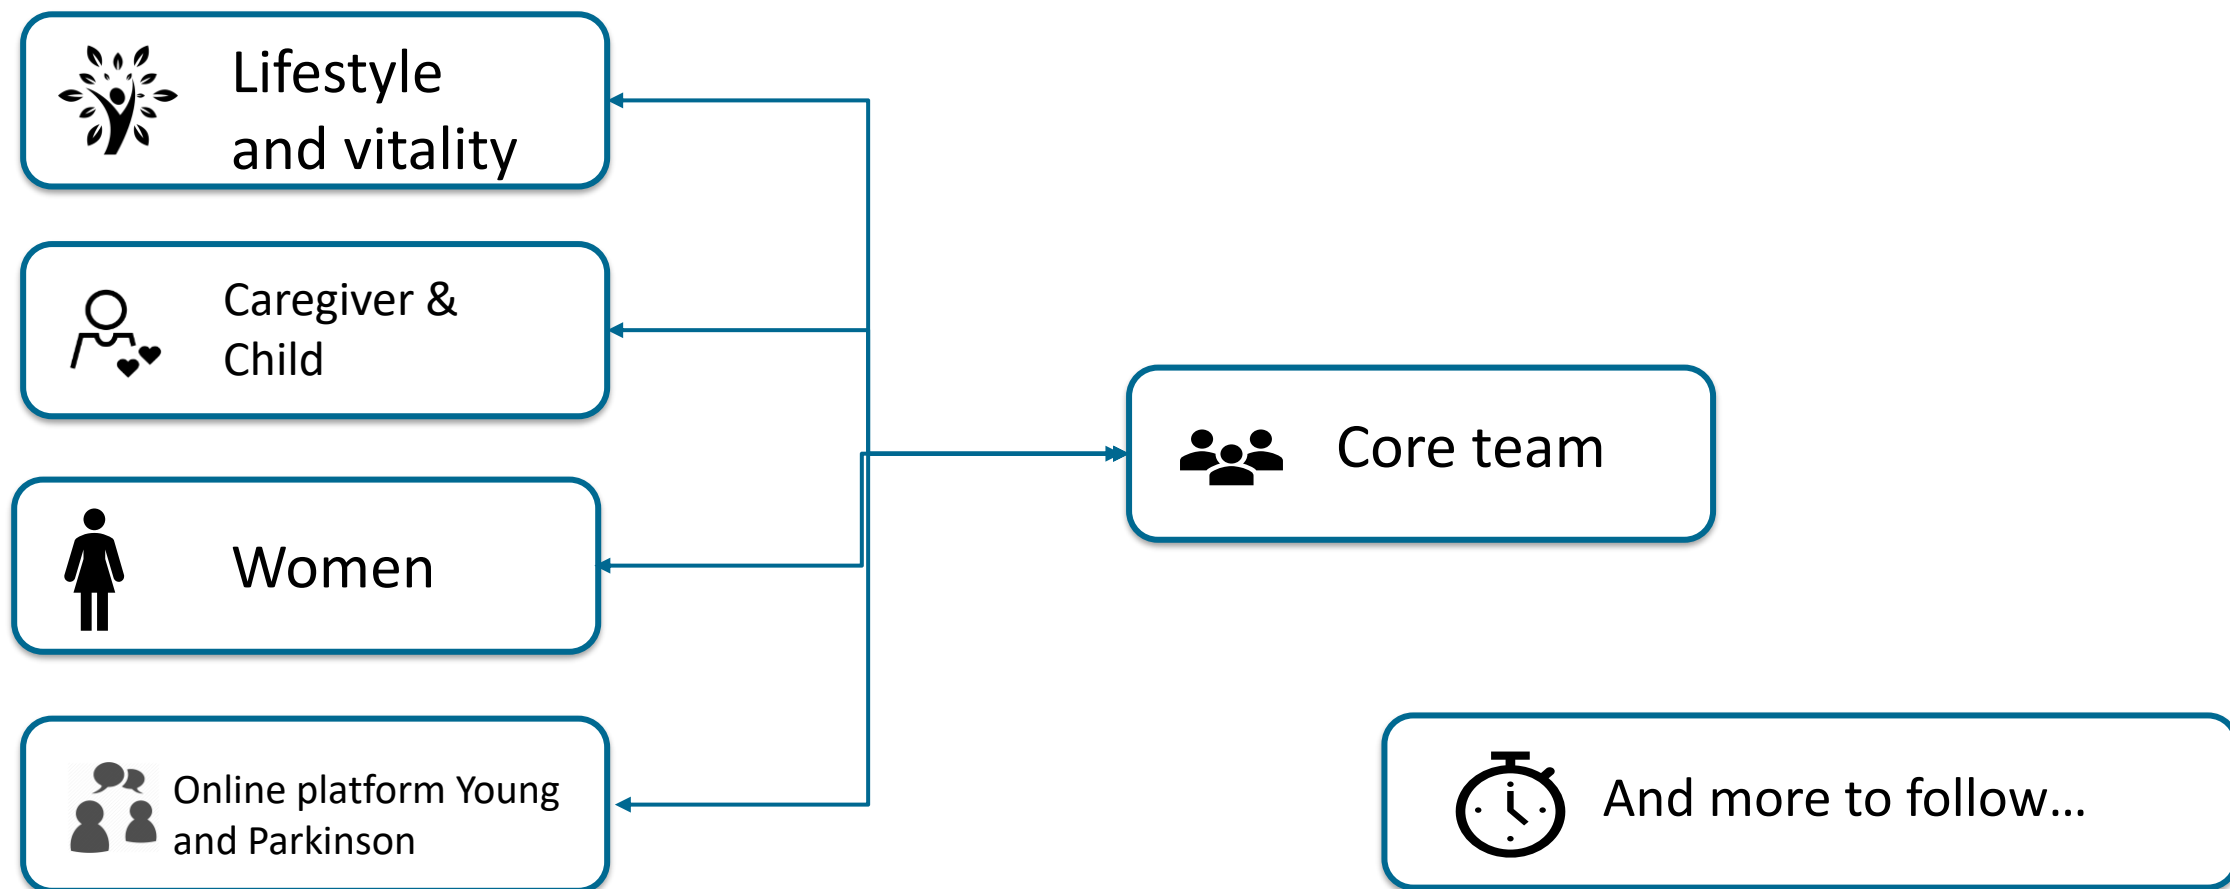 Lifestyle
and vitality
Caregiver &
Child
Core team
Women
Online platform Young
and Parkinson
And more to follow...